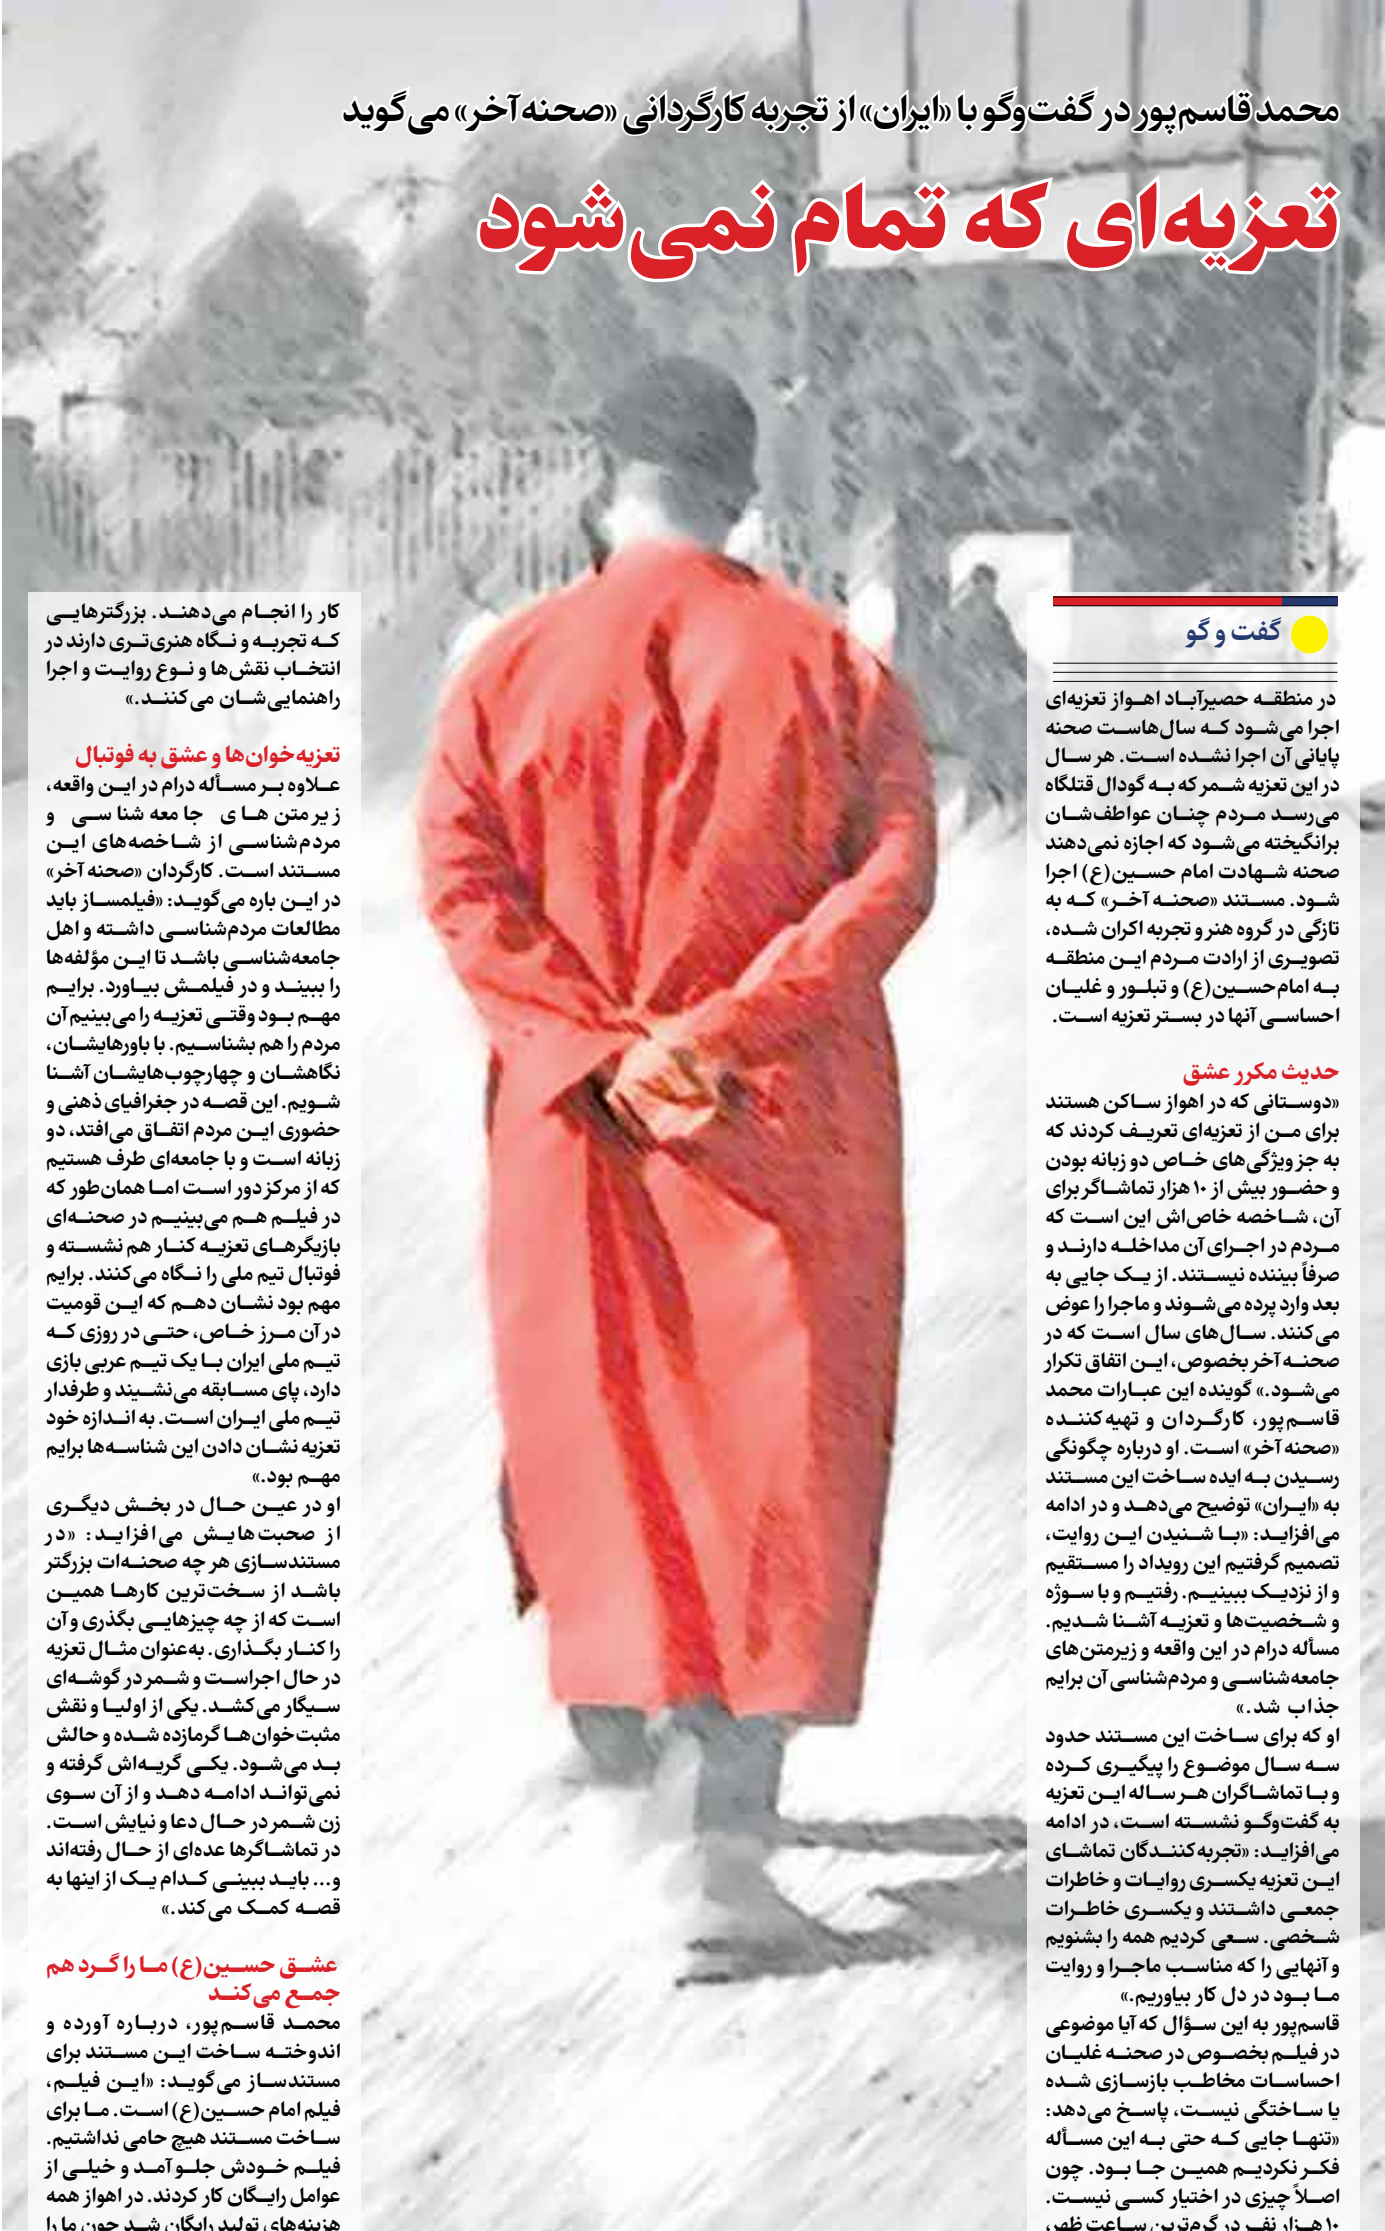 محمد قاسم‌پور در گفت‌وگو با «ایران» از تجربه کارگردانی «صحنه آخر» می‌گوید
تعزیه‌ای که تمام نمی‌شود
گفت و گو
در منطقه حصیرآباد اهواز تعزیه‌ای
اجرا می‌شود که سال‌هاست صحنه
پایانی آن اجرا نشده است. هر سال
در این تعزیه شمر که به گودال قتلگاه
می‌رسد مردم چنان عواطف‌شان
برانگیخته می‌شود که اجازه نمی‌دهند
صحنه شهادت امام حسین(ع) اجرا
شود. مستند «صحنه آخر» که به
تازگی در گروه هنر و تجربه اکران شده،
تصویری از ارادت مردم این منطقه
به امام حسین(ع) و تبلور و غلیان
احساسی آنها در بستر تعزیه است.
حدیث مکرر عشق
«دوستانی که در اهواز ساکن هستند
برای من از تعزیه‌ای تعریف کردند که
به جز ویژگی‌های خاص دو زبانه بودن
و حضور بیش از ۱۰ هزار تماشاگر برای
آن، شاخصه خاص‌اش این است که
مردم در اجرای آن مداخله دارند و
صرفاً بیننده نیستند. از یک جایی به
بعد وارد پرده می‌شوند و ماجرا را عوض
می‌کنند. سال‌های سال است که در
صحنه آخر بخصوص، این اتفاق تکرار
می‌شود.» گوینده این عبارات محمد
قاسم‌پور، کارگردان و تهیه کننده
«صحنه آخر» است. او درباره چگونگی
رسیدن به ایده ساخت این مستند
به «ایران» توضیح می‌دهد و در ادامه
می‌افزاید: «با شنیدن این روایت،
تصمیم گرفتیم این رویداد را مستقیم
و از نزدیک ببینیم. رفتیم و با سوژه
و شخصیت‌ها و تعزیه آشنا شدیم.
مسأله درام در این واقعه و زیرمتن‌های
جامعه‌شناسی و مردم‌شناسی آن برایم
جذاب شد.»
او که برای ساخت این مستند حدود
سه سال موضوع را پیگیری کرده
و با تماشاگران هر ساله این تعزیه
به گفت‌وگو نشسته است، در ادامه
می‌افزاید: «تجربه‌کنندگان تماشای
این تعزیه یکسری روایات و خاطرات
جمعی داشتند و یکسری خاطرات
شخصی. سعی کردیم همه را بشنویم
و آنهایی را که مناسب ماجرا و روایت
ما بود در دل کار بیاوریم.»
قاسم‌پور به این سؤال که آیا موضوعی
در فیلم بخصوص در صحنه غلیان
احساسات مخاطب بازسازی شده
یا ساختگی نیست، پاسخ می‌دهد:
«تنها جایی که حتی به این مسأله
فکر نکردیم همین جا بود. چون
اصلاً چیزی در اختیار کسی نیست.
۱۰ هزار نفر در گرم‌ترین ساعت ظهر،
کار را انجام می‌دهند. بزرگترهایی
که تجربه و نگاه هنری‌تری دارند در
انتخاب نقش‌ها و نوع روایت و اجرا
راهنمایی‌شان می‌کنند.»
تعزیه‌خوان‌ها و عشق به فوتبال
علاوه بر مسأله درام در این واقعه،
زیرمتن‌های جامعه شناسی و
مردم‌شناسی از شاخصه‌های این
مستند است. کارگردان «صحنه آخر»
در این باره می‌گوید: «فیلمساز باید
مطالعات مردم‌شناسی داشته و اهل
جامعه‌شناسی باشد تا این مؤلفه‌ها
را ببیند و در فیلمش بیاورد. برایم
مهم بود وقتی تعزیه را می‌بینیم آن
مردم را هم بشناسیم. با باورهایشان،
نگاهشان و چهارچوب‌هایشان آشنا
شویم. این قصه در جغرافیای ذهنی و
حضوری این مردم اتفاق می‌افتد، دو
زبانه است و با جامعه‌ای طرف هستیم
که از مرکز دور است اما همان‌طور که
در فیلم هم می‌بینیم در صحنه‌ای
بازیگرهای تعزیه کنار هم نشسته و
فوتبال تیم ملی را نگاه می‌کنند. برایم
مهم بود نشان دهم که این قومیت
در آن مرز خاص، حتی در روزی که
تیم ملی ایران با یک تیم عربی بازی
دارد، پای مسابقه می‌نشیند و طرفدار
تیم ملی ایران است. به اندازه خود
تعزیه نشان دادن این شناسه‌ها برایم
مهم بود.»
او در عین حال در بخش دیگری
از صحبت‌هایش می‌افزاید: «در
مستندسازی هر چه صحنه‌ات بزرگتر
باشد از سخت‌ترین کارها همین
است که از چه چیزهایی بگذری و آن
را کنار بگذاری. به‌عنوان مثال تعزیه
در حال اجراست و شمر در گوشه‌ای
سیگار می‌کشد. یکی از اولیا و نقش
مثبت‌خوان‌ها گرمازده شده و حالش
بد می‌شود. یکی گریه‌اش گرفته و
نمی‌تواند ادامه دهد و از آن سوی
زن شمر در حال دعا و نیایش است.
در تماشاگرها عده‌ای از حال رفته‌اند
و... باید ببینی کدام یک از اینها به
قصه کمک می‌کند.»
عشق حسین(ع) ما را گرد هم
جمع می‌کند
محمد قاسم‌پور، درباره آورده و
اندوخته ساخت این مستند برای
مستندساز می‌گوید: «این فیلم،
فیلم امام حسین(ع) است. ما برای
ساخت مستند هیچ حامی نداشتیم.
فیلم خودش جلو آمد و خیلی از
عوامل رایگان کار کردند. در اهواز همه
هزینه‌های تولید رایگان شد چون ما را